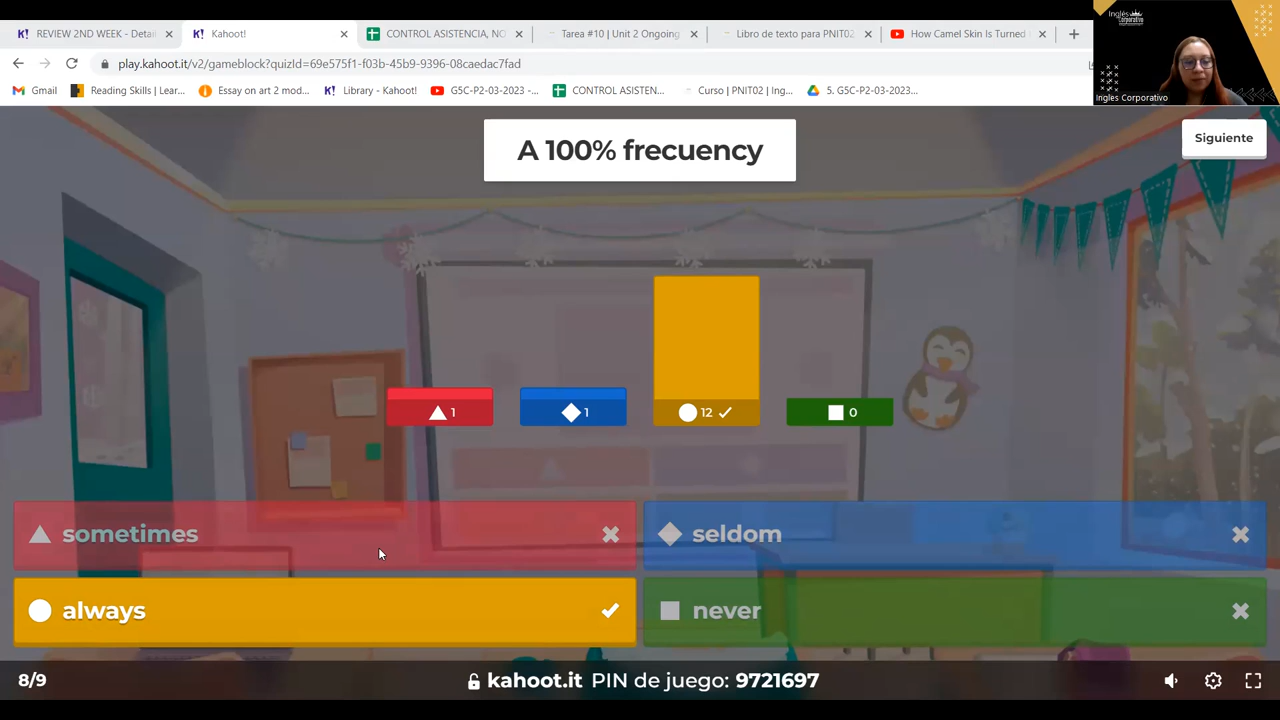 REVIEW 2ND WEEK - Detail
Kahoot!
CONTROL ASISTENCIA, NO
Tarea #10 | Unit 2 Ongoing
Libro de texto para PNIT02
How Camel Skin Is Turned
play.kahoot.it/v2/gameblock?quizId=69e575f1-f03b-45b9-9396-08caedac7fad
Gmail
Reading Skills | Lear...
Essay on art 2 mod...
Library - Kahoot!
G5C-P2-03-2023 -...
CONTROL ASISTEN...
Curso | PNIT02 | Ing...
5. G5C-P2-03-2023...
Inglés
Corporativo
Ingles Corporativo
A 100% frecuency
Siguiente
1
1
12
0
sometimes
seldom
always
never
8/9
kahoot.it PIN de juego: 9721697